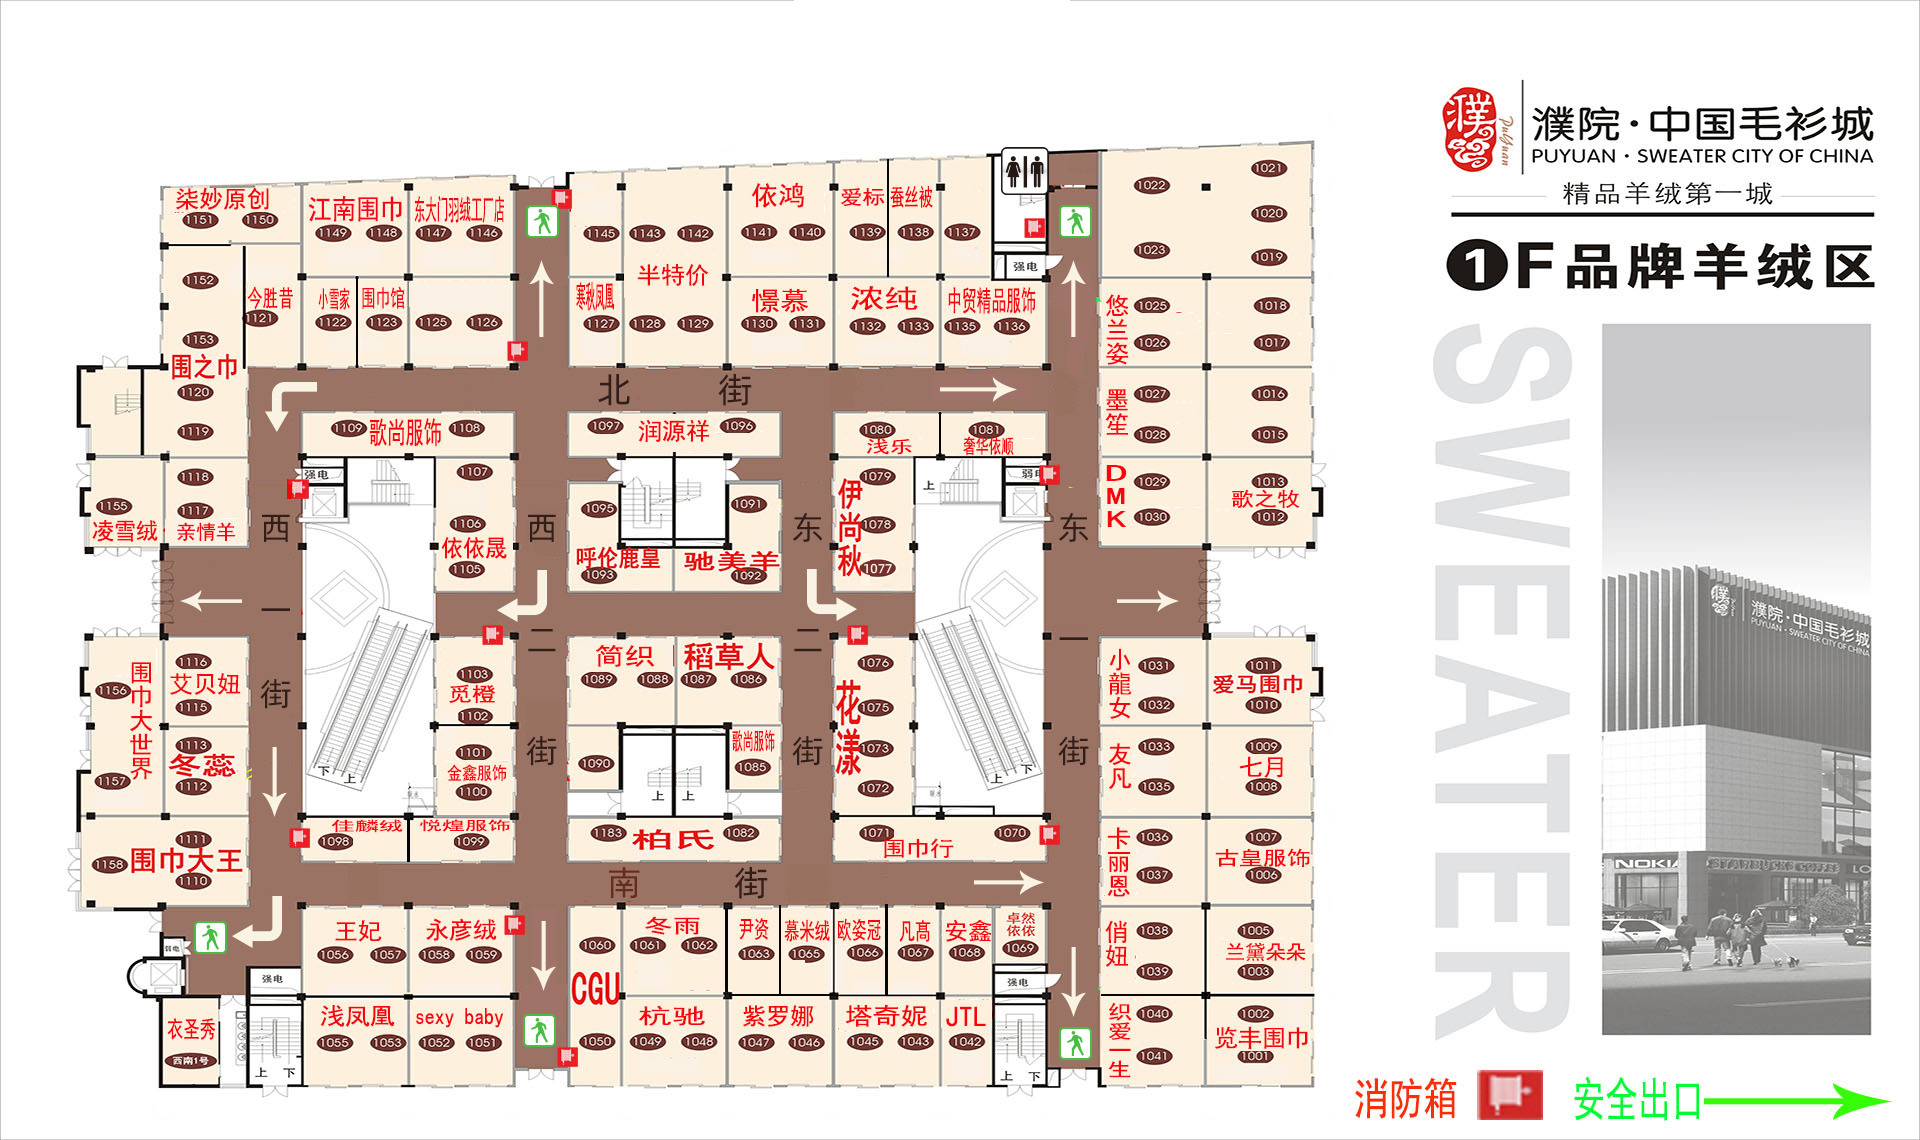 濮
PuYuan
濮院·中国毛衫城
PUYUAN · SWEATER CITY OF CHINA
精品羊绒第一城
1F品牌羊绒区
SWEATER
濮院·中国毛衫城
PUYUAN · SWEATER CITY OF CHINA
NOKIA
STARBUCKS COFFEE
消防箱
安全出口
柒妙原创
1151 1150
江南围巾
1149 1148
东大门羽绒工厂店
1147 1146
1145
1143 1142
半特价
1128 1129
依鸿
1141 1140
爱标
1139
蚕丝被
1138
1137
强电
1152
1153
围之巾
1120
1119
今胜昔
1121
小雪家
1122
围巾馆
1123
1125 1126
寒秋凤凰
1127
憬慕
1130 1131
浓纯
1132 1133
中贸精品服饰
1135 1136
1022
1021
1020
1023
1019
悠兰姿
1025
1026
1018
1017
墨笙
1027
1028
1016
1015
DMK
1029
1030
1013
歌之牧
1012
北街
1109 歌尚服饰 1108
1097 润源祥 1096
1080
浅乐
1081
奢华依顺
1118
1117
亲情羊
1155
凌雪绒
强电
1107
1106
依依晟
1105
1095
呼伦鹿皇
1093
1091
驰美羊
1092
1079
伊尚秋
1078
1077
上
弱电
西一街
西二街
东二街
东一街
围巾大世界
1156
1157
1116
艾贝妞
1115
1113
冬蕊
1112
1111
1158 围巾大王
1110
下 上
1103
觅橙
1102
1101
金鑫服饰
1100
简织
1089 1088
稻草人
1087 1086
1090
上 上
歌尚服饰
1085
花漾
1076
1075
1073
1072
上 下
小龍女
1031
1032
1011
爱马围巾
1010
友凡
1033
1035
1009
七月
1008
卡丽恩
1036
1037
1007
古皇服饰
1006
佳麟绒
1098
悦煌服饰
1099
1183 柏氏 1082
1071 1070
围巾行
南街
弱电
强电
王妃
1056 1057
永彦绒
1058 1059
1060
CGU
1050
冬雨
1061 1062
尹资
1063
慕米绒
1065
欧姿冠
1066
凡高
1067
安鑫
1068
卓然依依
1069
强电
俏妞
1038
1039
1005
兰黛朵朵
1003
衣圣秀
西南1号
上 下
浅凤凰
1055 1053
sexy baby
1052 1051
杭驰
1049 1048
紫罗娜
1047 1046
塔奇妮
1045 1043
JTL
1042
上 下
织爱一生
1040
1041
1002
览丰围巾
1001